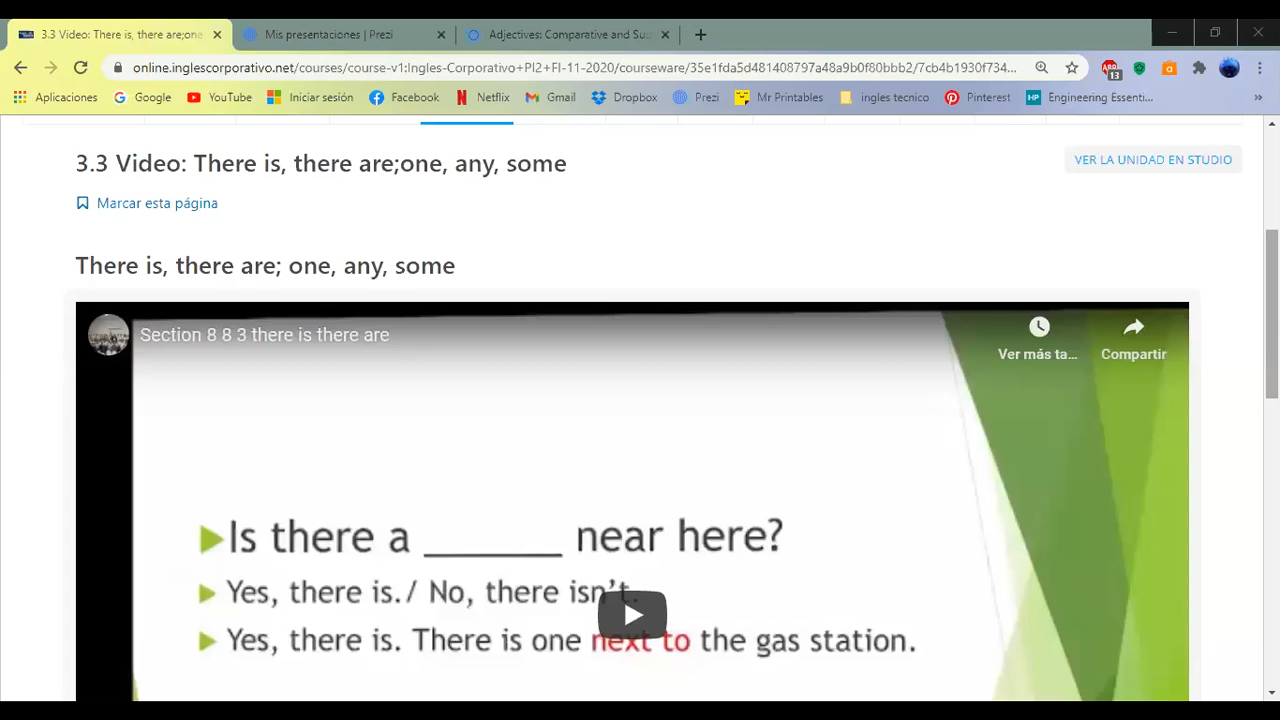 3.3 Video: There is, there are;one
Mis presentaciones | Prezi
Adjectives: Comparative and Su
online.inglescorporativo.net/courses/course-v1:Ingles-Corporativo+PI2+FI-11-2020/courseware/35e1fda5d481408797a48a9b0f80bbb2/7cb4b1930f734...
13
Aplicaciones Google YouTube Iniciar sesión Facebook Netflix Gmail Dropbox Prezi Mr Printables ingles tecnico Pinterest HP Engineering Essenti... »
3.3 Video: There is, there are;one, any, some
VER LA UNIDAD EN STUDIO
Marcar esta página
There is, there are; one, any, some
Section 8 8 3 there is there are
Ver más ta...
Compartir
Is there a ______ near here?
Yes, there is./ No, there isn't.
Yes, there is. There is one next to the gas station.